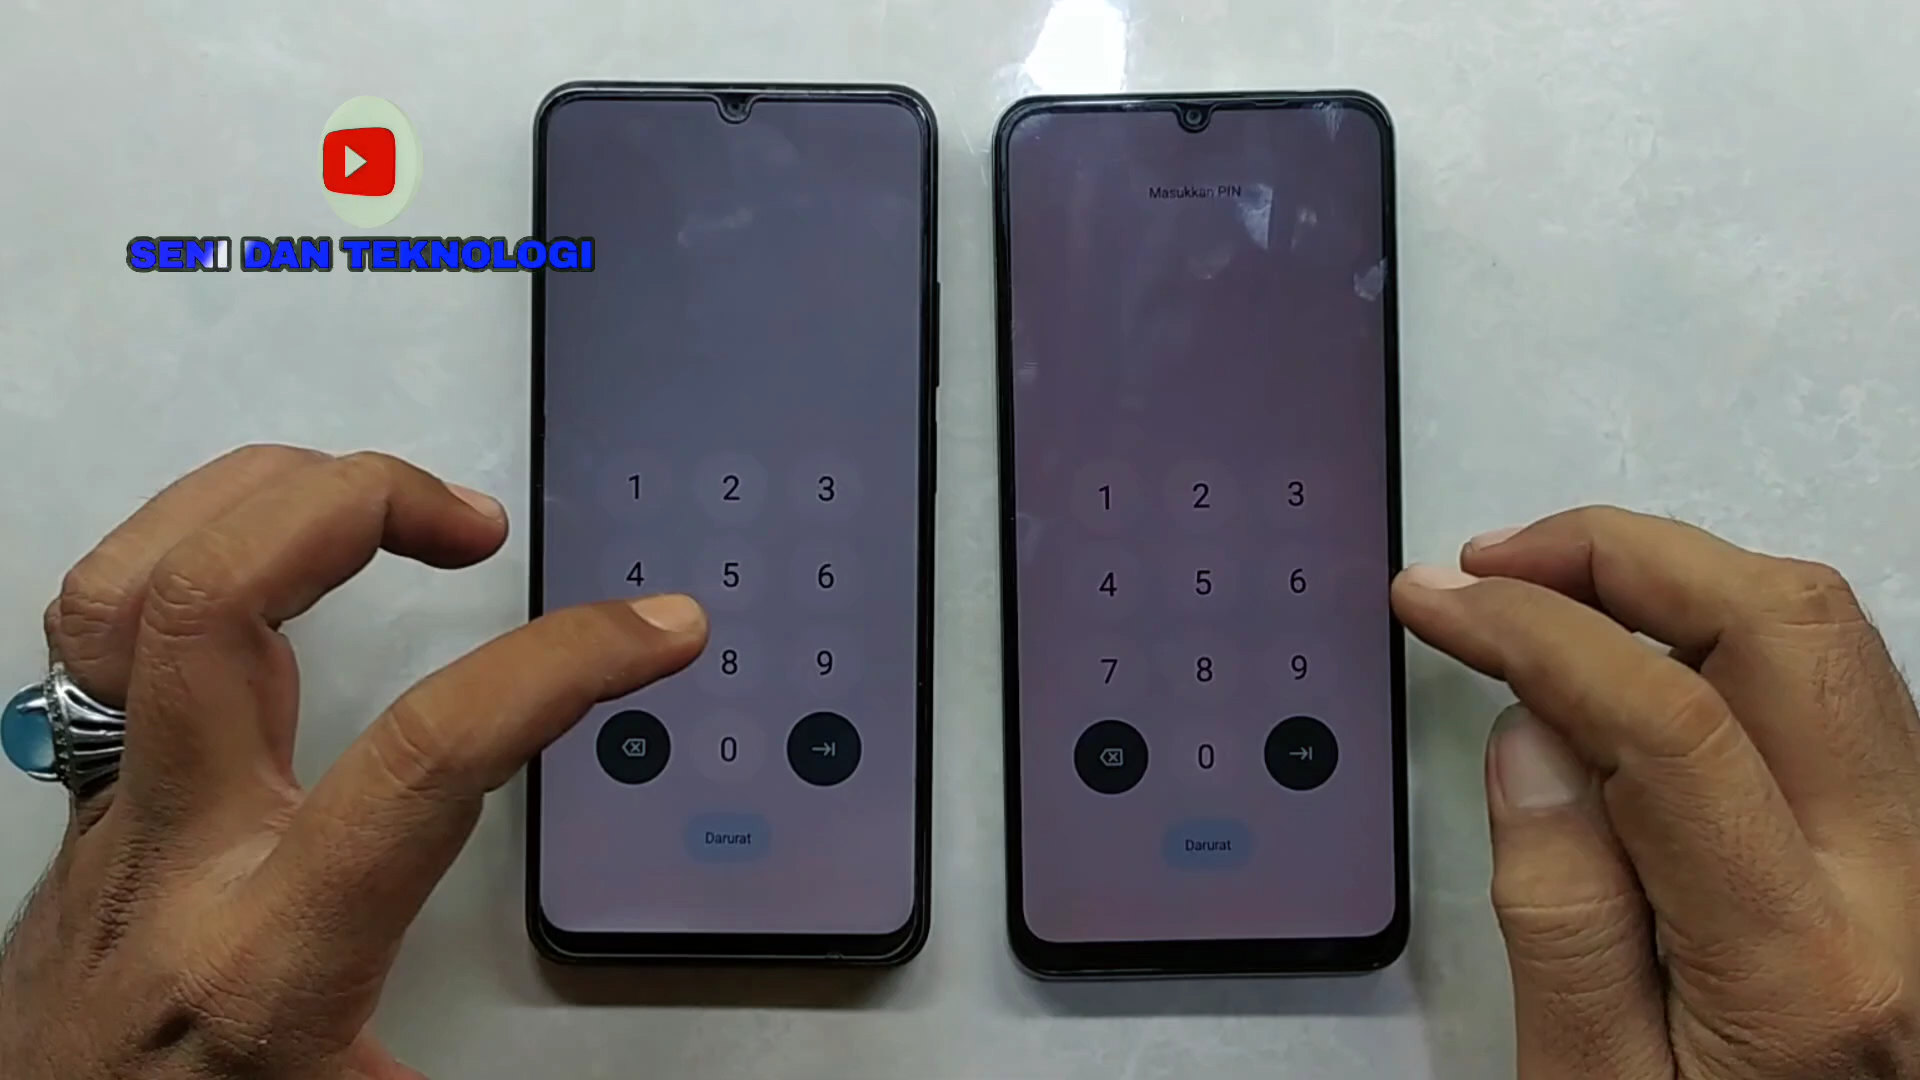 SENI DAN TEKNOLOGI
1 2 3
4 5 6
8 9
0
Darurat
Masukkan PIN
1 2 3
4 5 6
7 8 9
0
Darurat